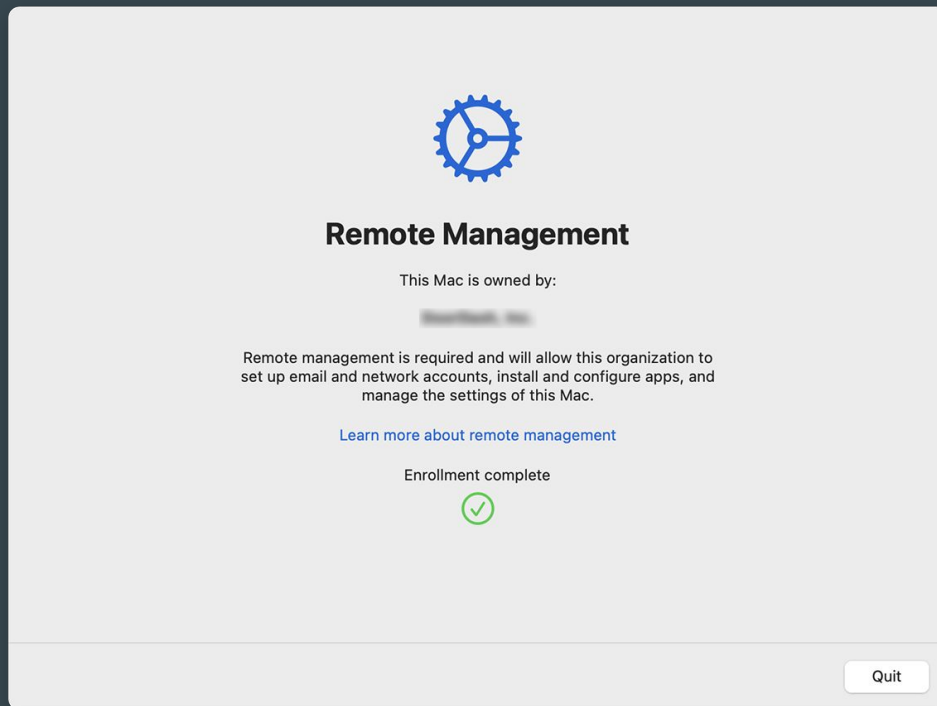 Remote Management
This Mac is owned by:
Remote management is required and will allow this organization to
set up email and network accounts, install and configure apps, and
manage the settings of this Mac.
Learn more about remote management
Enrollment complete
Quit